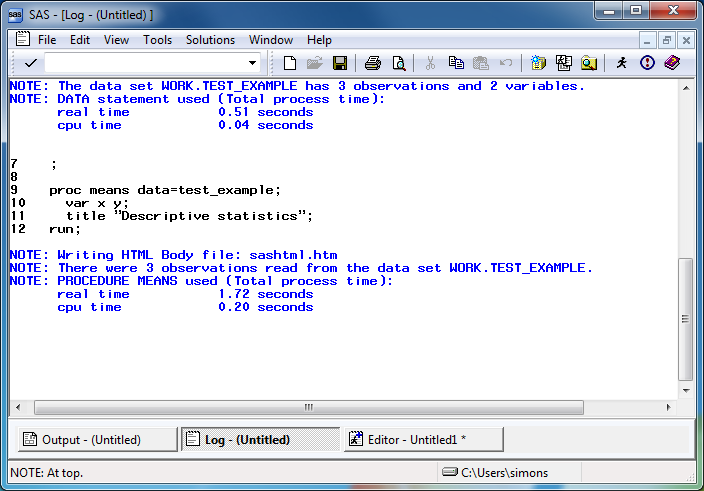 SAS - [Log - (Untitled) ]
File Edit View Tools Solutions Window Help
NOTE: The data set WORK.TEST_EXAMPLE has 3 observations and 2 variables.
NOTE: DATA statement used (Total process time):
      real time           0.51 seconds
      cpu time            0.04 seconds
7    ;
8
9    proc means data=test_example;
10     var x y;
11     title "Descriptive statistics";
12   run;
NOTE: Writing HTML Body file: sashtml.htm
NOTE: There were 3 observations read from the data set WORK.TEST_EXAMPLE.
NOTE: PROCEDURE MEANS used (Total process time):
      real time           1.72 seconds
      cpu time            0.20 seconds
Output - (Untitled) Log - (Untitled) Editor - Untitled1 *
NOTE: At top. C:\Users\simons